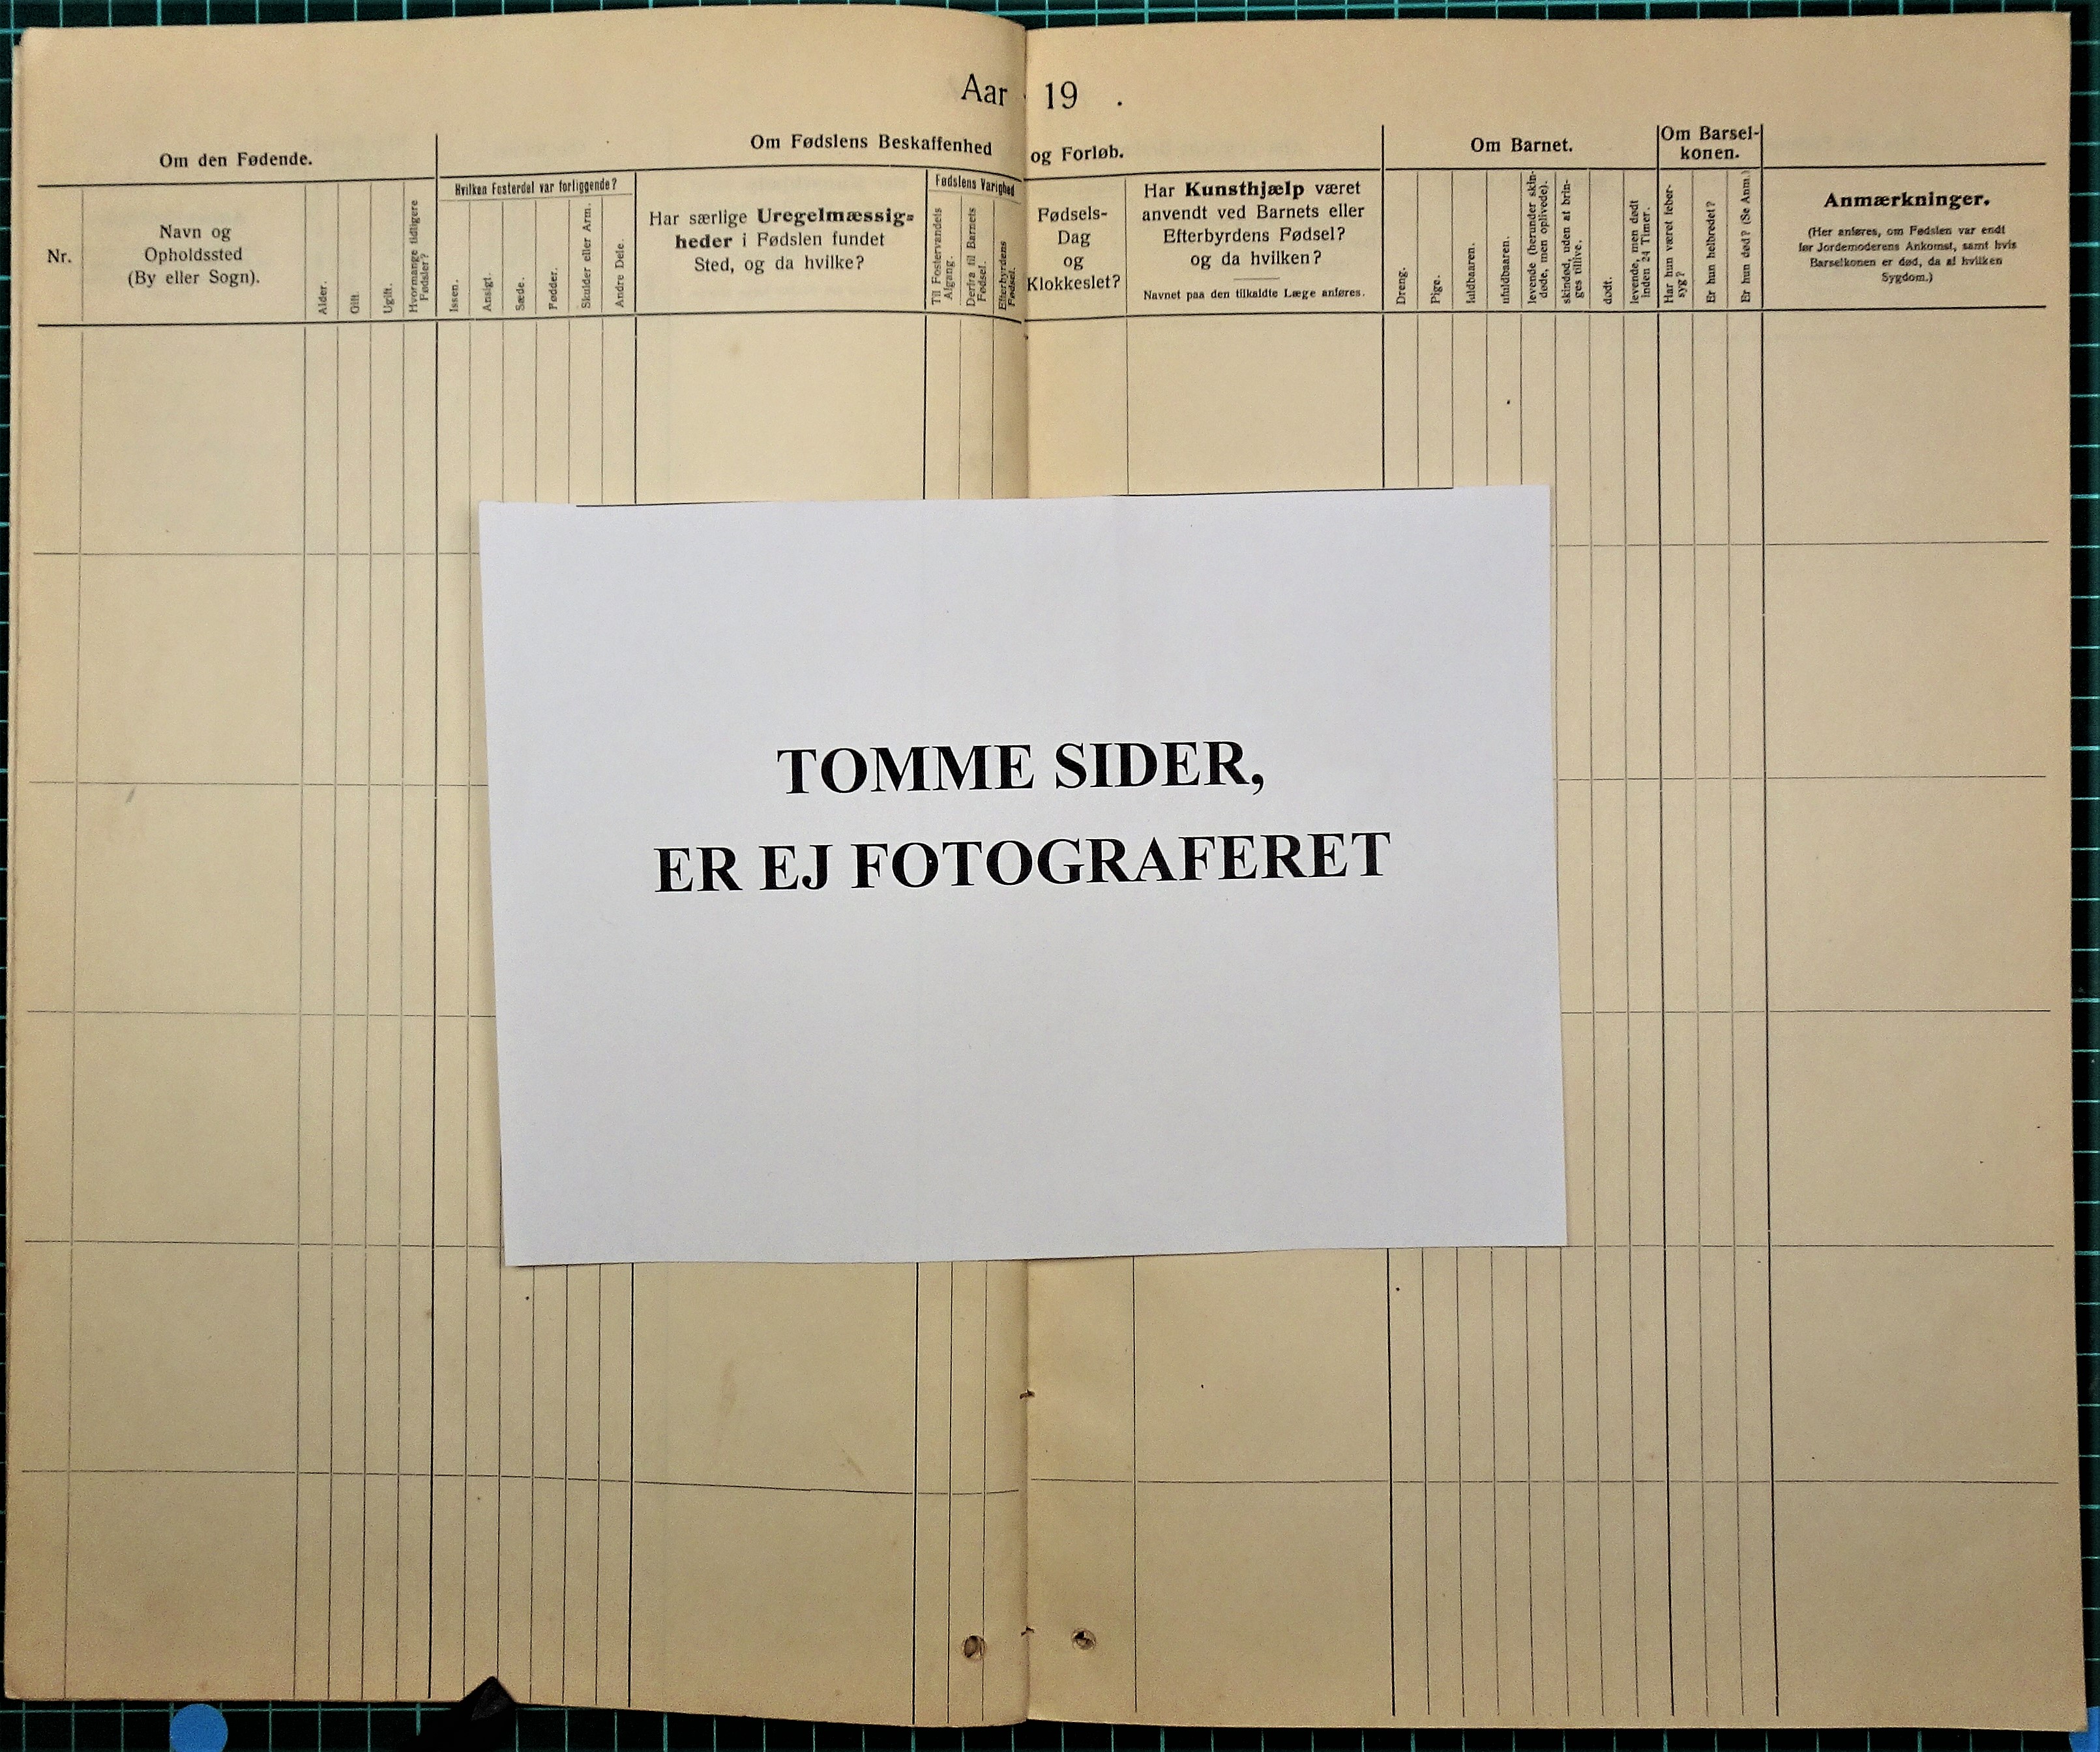 Aar 19 .
Om den Fødende.
Om Fødslens Beskaffenhed og Forløb.
Om Barnet.
Om Barsel-
konen.
Nr.
Navn og
Opholdssted
(By eller Sogn).
Alder.
Gift.
Ugift.
Hvormange tidligere
Fødsler?
Hvilken Fosterdel var forliggende?
Issen.
Ansigt.
Sæde.
Fødder.
Skulder eller Arm.
Andre Dele.
Har særlige Uregelmæssig-
heder i Fødslen fundet
Sted, og da hvilke?
Fødslens Varighed
Til Fostervandets
Afgang.
Derfra til Barnets
Fødsel.
Efterbyrdens
Fødsel.
Fødsels-
Dag
og
Klokkeslet?
Har Kunsthjælp været
anvendt ved Barnets eller
Efterbyrdens Fødsel?
og da hvilken?
Navnet paa den tilkaldte Læge anføres.
Dreng.
Pige.
fuldbaaren.
ufuldbaaren.
levende (herunder skin-
døde, men oplivede).
skindød, uden at brin-
ges tillive.
dødt.
levende, men dødt
inden 24 Timer.
Har hun været feber-
syg?
Er hun helbredet?
Er hun død? (Se Anm.)
Anmærkninger.
(Her anføres, om Fødslen var endt
før Jordemoderens Ankomst, samt hvis
Barselkonen er død, da af hvilken
Sygdom.)
TOMME SIDER,
ER EJ FOTOGRAFERET